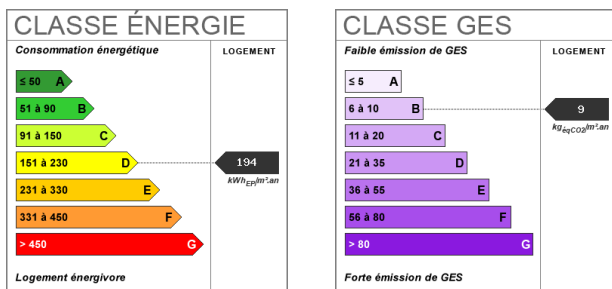 CLASSE ÉNERGIE
Consommation énergétique
LOGEMENT
≤ 50 A
51 à 90 B
91 à 150 C
151 à 230 D
194
kWhEP/m².an
231 à 330 E
331 à 450 F
> 450 G
Logement énergivore
CLASSE GES
Faible émission de GES
LOGEMENT
≤ 5 A
6 à 10 B
9
kgéqCO2/m².an
11 à 20 C
21 à 35 D
36 à 55 E
56 à 80 F
> 80 G
Forte émission de GES